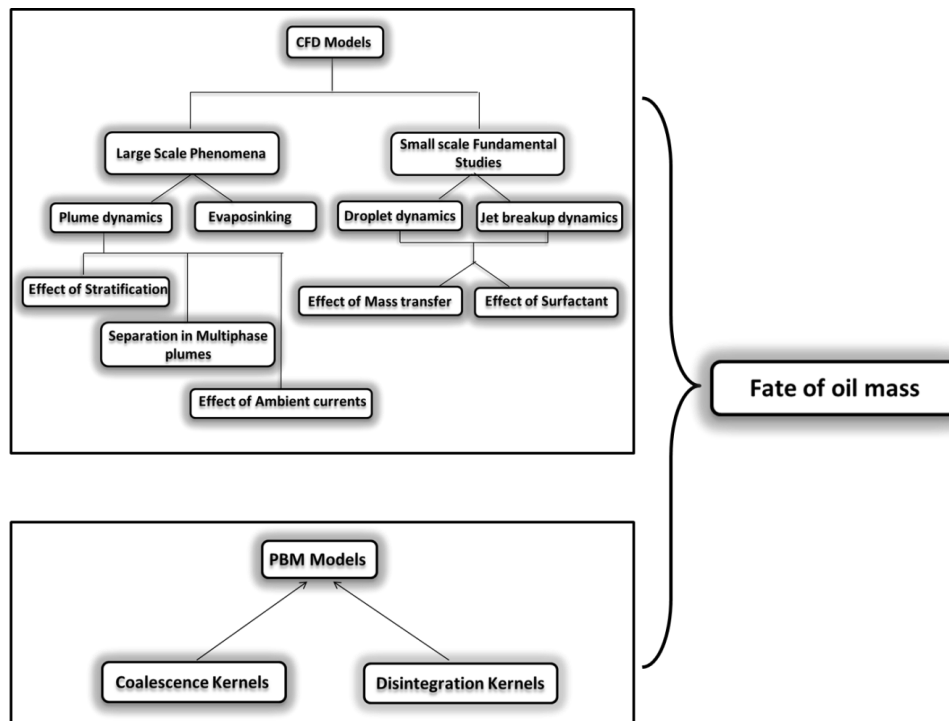 CFD Models
Large Scale Phenomena
Small scale Fundamental
Studies
Plume dynamics
Evaposinking
Droplet dynamics
Jet breakup dynamics
Effect of Stratification
Effect of Mass transfer
Effect of Surfactant
Separation in Multiphase
plumes
Effect of Ambient currents
Fate of oil mass
PBM Models
Coalescence Kernels
Disintegration Kernels